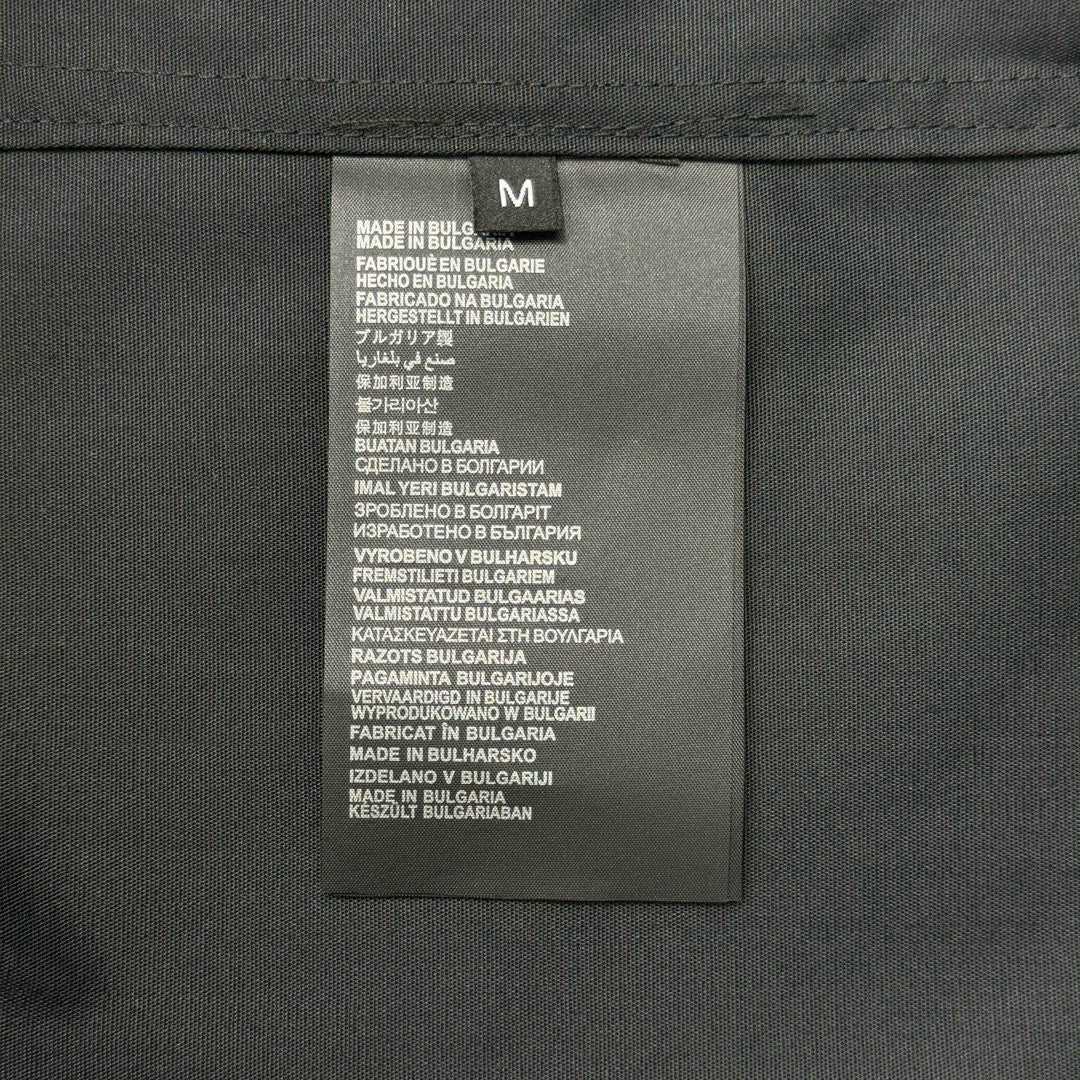 M
MADE IN BULGARIA
MADE IN BULGARIA
FABRIOUÈ EN BULGARIE
HECHO EN BULGARIA
FABRICADO NA BULGARIA
HERGESTELLT IN BULGARIEN
ブルガリア製
صنع في بلغاريا
保加利亚制造
불가리아산
保加利亚制造
BUATAN BULGARIA
СДЕЛАНО В БОЛГАРИИ
IMAL YERI BULGARISTAM
ЗРОБЛЕНО В БОЛГАРІТ
ИЗРАБОТЕНО В БЪЛГАРИЯ
VYROBENO V BULHARSKU
FREMSTILIETI BULGARIEM
VALMISTATUD BULGAARIAS
VALMISTATTU BULGARIASSA
ΚΑΤΑΣΚΕΥΑΖΕΤΑΙ ΣΤΗ ΒΟΥΛΓΑΡΙΑ
RAZOTS BULGARIJA
PAGAMINTA BULGARIJOJE
VERVAARDIGD IN BULGARIJE
WYPRODUKOWANO W BULGARII
FABRICAT ÎN BULGARIA
MADE IN BULHARSKO
IZDELANO V BULGARIJI
MADE IN BULGARIA
KÉSZÜLT BULGARIABAN